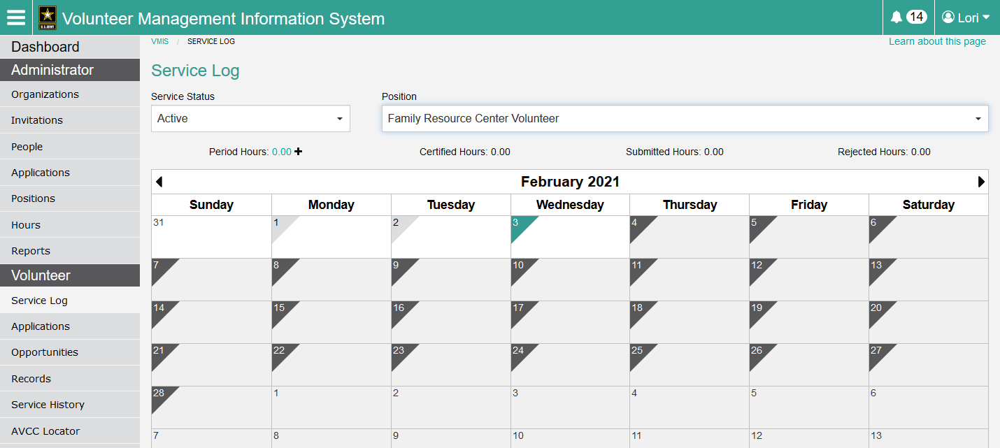 Volunteer Management Information System
U.S. ARMY
14
Lori
Dashboard
Administrator
Organizations
Invitations
People
Applications
Positions
Hours
Reports
Volunteer
Service Log
Applications
Opportunities
Records
Service History
AVCC Locator
VMIS / SERVICE LOG
Learn about this page
Service Log
Service Status
Position
Active
Family Resource Center Volunteer
Period Hours: 0.00
Certified Hours: 0.00
Submitted Hours: 0.00
Rejected Hours: 0.00
February 2021
Sunday Monday Tuesday Wednesday Thursday Friday Saturday
31 1 2 3 4 5 6
7 8 9 10 11 12 13
14 15 16 17 18 19 20
21 22 23 24 25 26 27
28 1 2 3 4 5 6
7 8 9 10 11 12 13